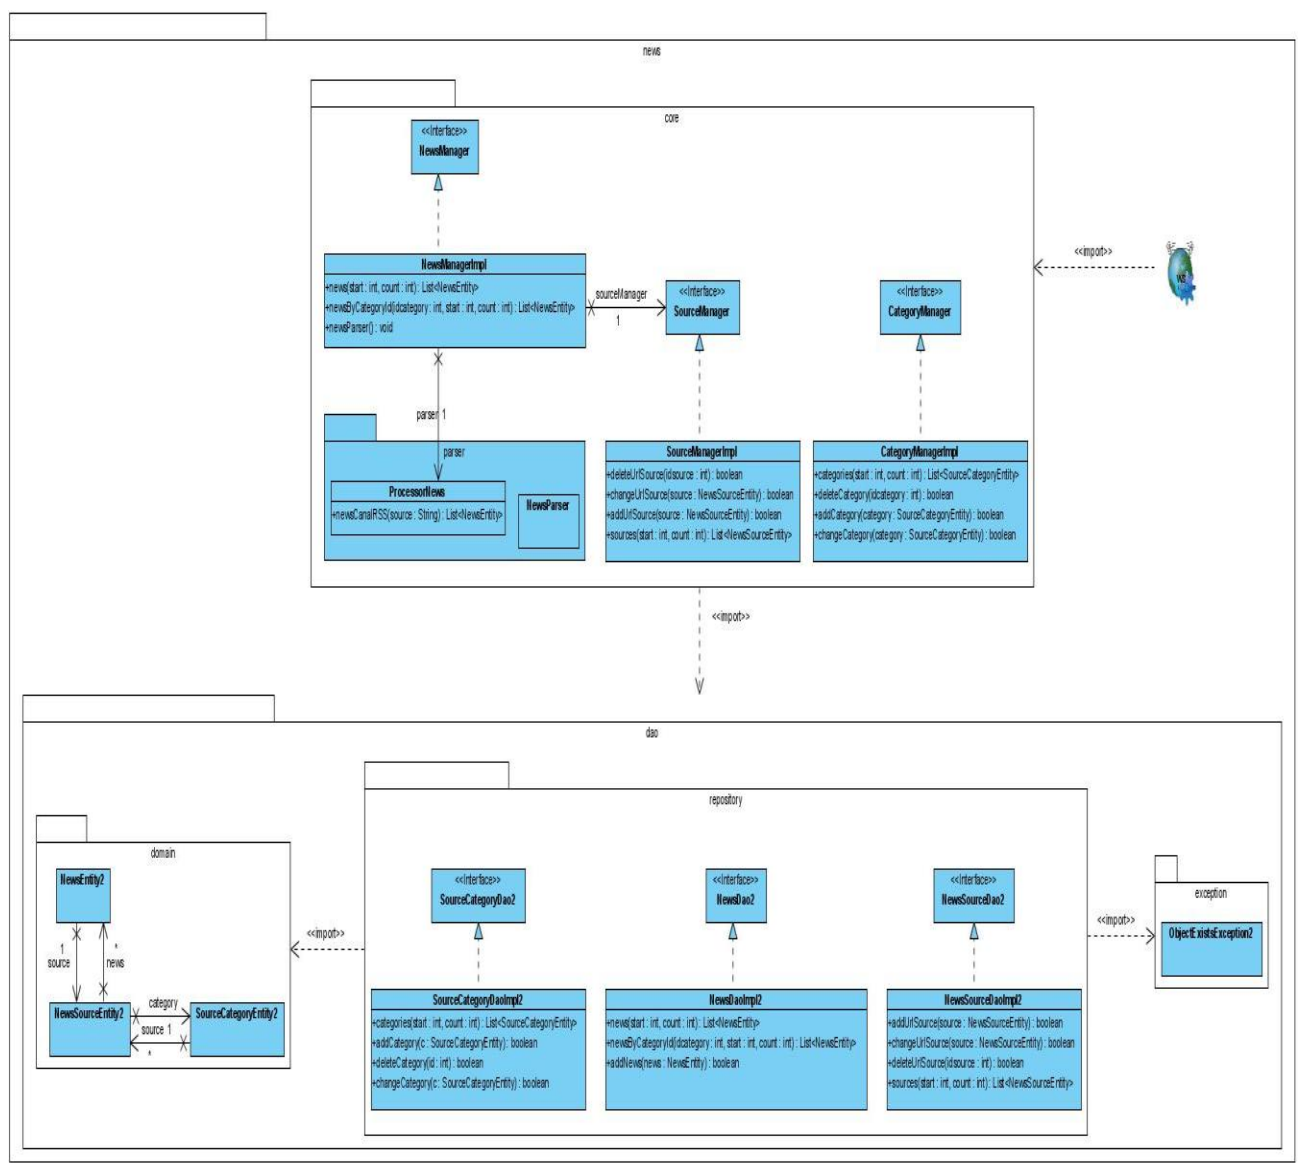 news
core
<<Interface>>
NewsManager
<<import>>
NewsManagerImpl
+news(start : int, count : int) : List<NewsEntity>
+newsByCategoryId(idcategory : int, start : int, count : int) : List<NewsEntity>
+newsParser() : void
sourceManager
1
<<Interface>>
SourceManager
<<Interface>>
CategoryManager
parser 1
parser
ProcessorNews
+newsCanalRSS(source : String) : List<NewsEntity>
NewsParser
SourceManagerImpl
+deleteUrlSource(idsource : int) : boolean
+changeUrlSource(source : NewsSourceEntity) : boolean
+addUrlSource(source : NewsSourceEntity) : boolean
+sources(start : int, count : int) : List<NewsSourceEntity>
CategoryManagerImpl
+categories(start : int, count : int) : List<SourceCategoryEntity>
+deleteCategory(idcategory : int) : boolean
+addCategory(category : SourceCategoryEntity) : boolean
+changeCategory(category : SourceCategoryEntity) : boolean
<<import>>
dao
domain
NewsEntity2
1
source
*
news
NewsSourceEntity2
category
source 1
*
SourceCategoryEntity2
<<import>>
repository
<<Interface>>
SourceCategoryDao2
<<Interface>>
NewsDao2
<<Interface>>
NewsSourceDao2
SourceCategoryDaoImpl2
+categories(start : int, count : int) : List<SourceCategoryEntity>
+addCategory(c : SourceCategoryEntity) : boolean
+deleteCategory(id : int) : boolean
+changeCategory(c : SourceCategoryEntity) : boolean
NewsDaoImpl2
+news(start : int, count : int) : List<NewsEntity>
+newsByCategoryId(idcategory : int, start : int, count : int) : List<NewsEntity>
+addNews(news : NewsEntity) : boolean
NewsSourceDaoImpl2
+addUrlSource(source : NewsSourceEntity) : boolean
+changeUrlSource(source : NewsSourceEntity) : boolean
+deleteUrlSource(idsource : int) : boolean
+sources(start : int, count : int) : List<NewsSourceEntity>
<<import>>
exception
ObjectExistsException2